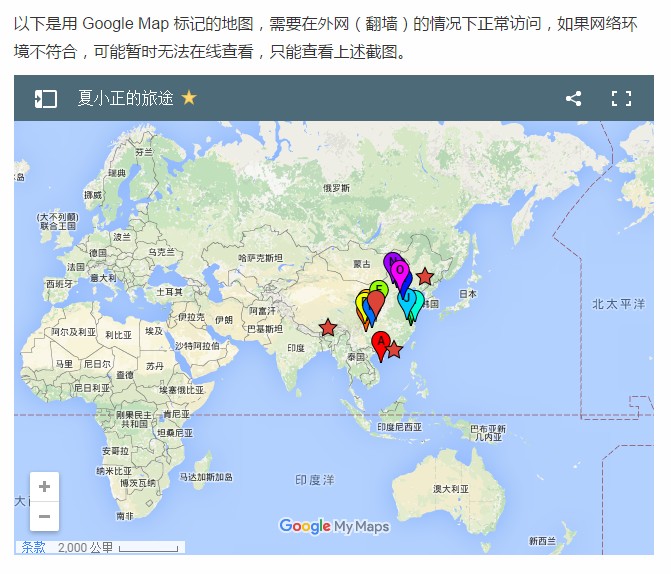 以下是用 Google Map 标记的地图，需要在外网（翻墙）的情况下正常访问，如果网络环
境不符合，可能暂时无法在线查看，只能查看上述截图。
夏小正的旅途
芬兰
岛
瑞典
俄罗斯
挪威
(大不列颠)
联合王国
波兰
德国
乌克兰
哈萨克斯坦
蒙古
法国
意大利
西班牙
土耳其
N
O
F
J
韩国
日本
北太平洋
伊拉克
伊朗
阿富汗
巴基斯坦
阿尔及利亚
利比亚
埃及
沙特阿拉伯
印度
A
泰国
马里
尼日尔
苏丹
查德
尼日利亚
埃塞俄比亚
刚果民主
共和国
肯尼亚
坦桑尼亚
印度尼西亚
巴布亚新
几内亚
安哥拉
纳米比亚
博茨瓦纳
马达加斯加岛
印度洋
澳大利亚
大
南非
+
−
Google My Maps
新西兰
条款 2,000 公里